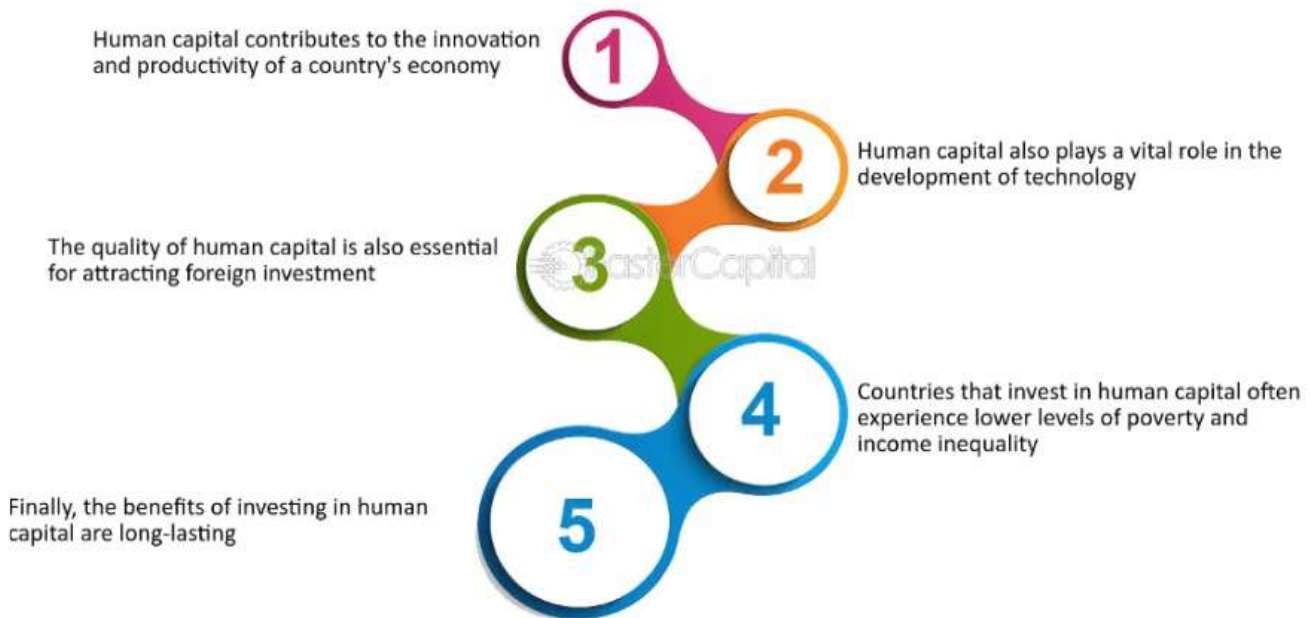 Human capital contributes to the innovation
and productivity of a country's economy
1
2
Human capital also plays a vital role in the
development of technology
The quality of human capital is also essential
for attracting foreign investment
3
asterCapital
4
Countries that invest in human capital often
experience lower levels of poverty and
income inequality
Finally, the benefits of investing in human
capital are long-lasting
5